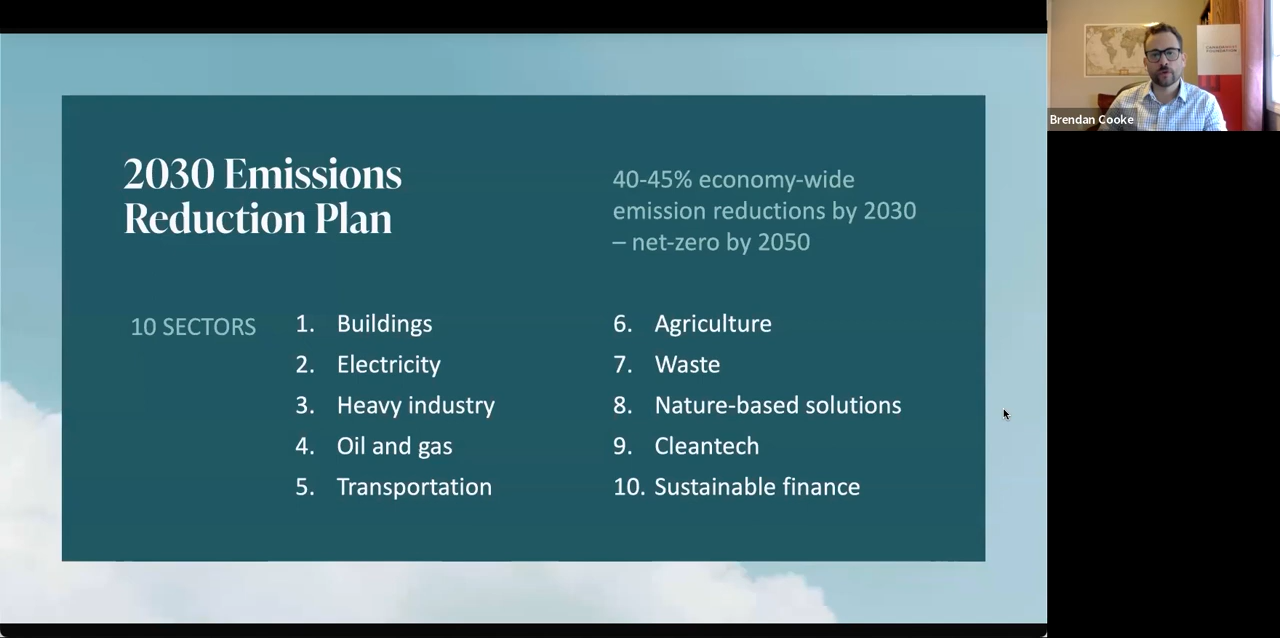 2030 Emissions
Reduction Plan
40-45% economy-wide
emission reductions by 2030
– net-zero by 2050
10 SECTORS
1. Buildings
2. Electricity
3. Heavy industry
4. Oil and gas
5. Transportation
6. Agriculture
7. Waste
8. Nature-based solutions
9. Cleantech
10. Sustainable finance
Brendan Cooke
FOUNDATION